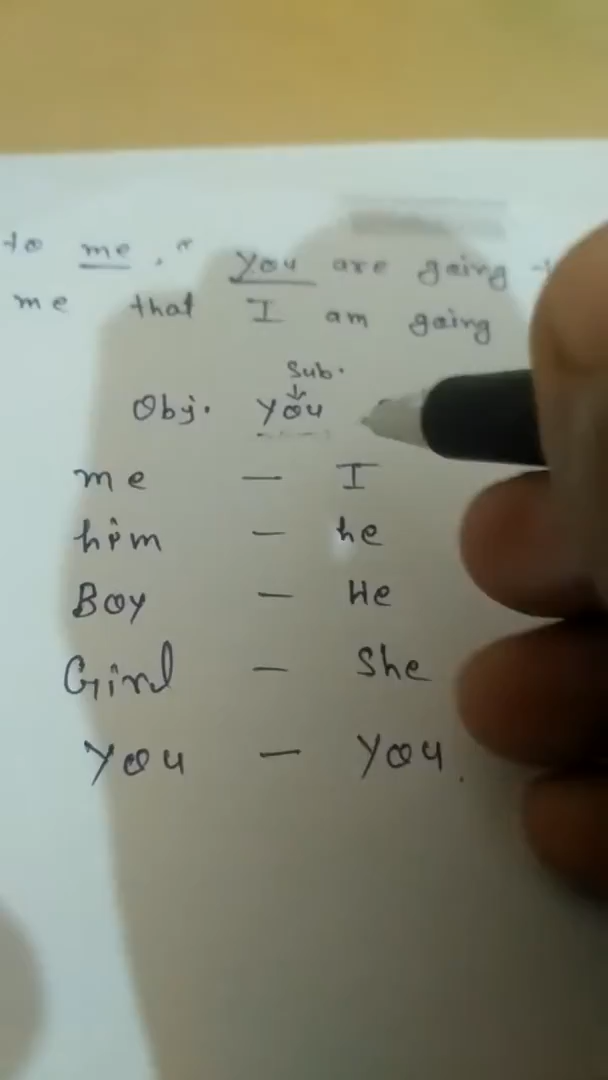 to me, " You are going
me that I am going
Sub.
Obj. You
me — I
him — he
Boy — He
Girl — She
You — You.